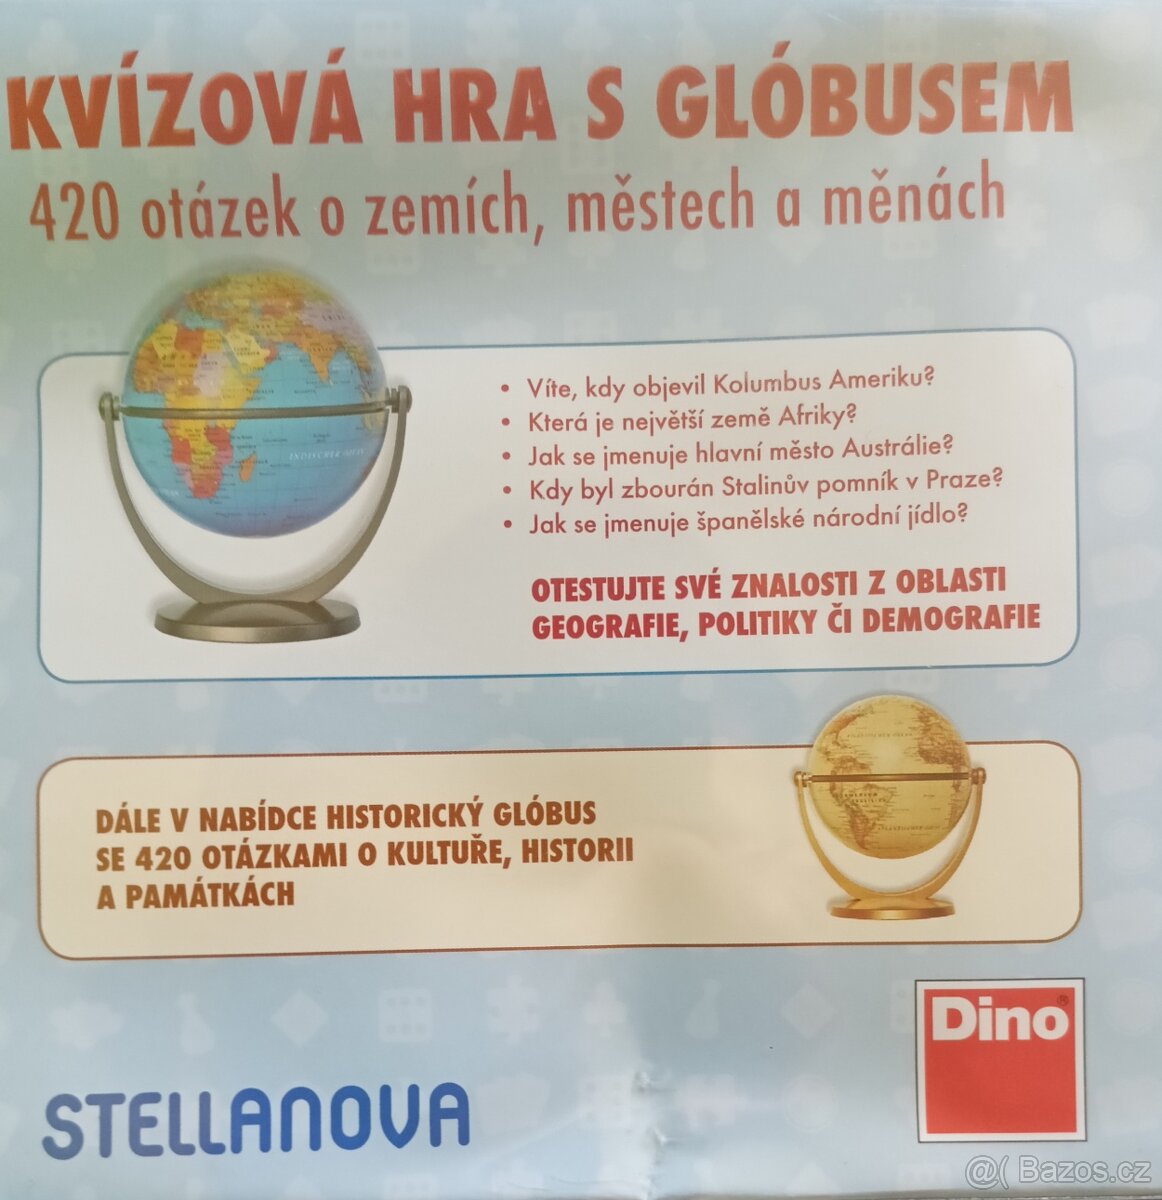 KVÍZOVÁ HRA S GLÓBUSEM
420 otázek o zemích, městech a měnách
• Víte, kdy objevil Kolumbus Ameriku?
• Která je největší země Afriky?
• Jak se jmenuje hlavní město Austrálie?
• Kdy byl zbourán Stalinův pomník v Praze?
• Jak se jmenuje španělské národní jídlo?
INDISCHER
OTESTUJTE SVÉ ZNALOSTI Z OBLASTI
GEOGRAFIE, POLITIKY ČI DEMOGRAFIE
DÁLE V NABÍDCE HISTORICKÝ GLÓBUS
SE 420 OTÁZKAMI O KULTUŘE, HISTORII
A PAMÁTKÁCH
Dino®
STELLANOVA
@( Bazos.cz